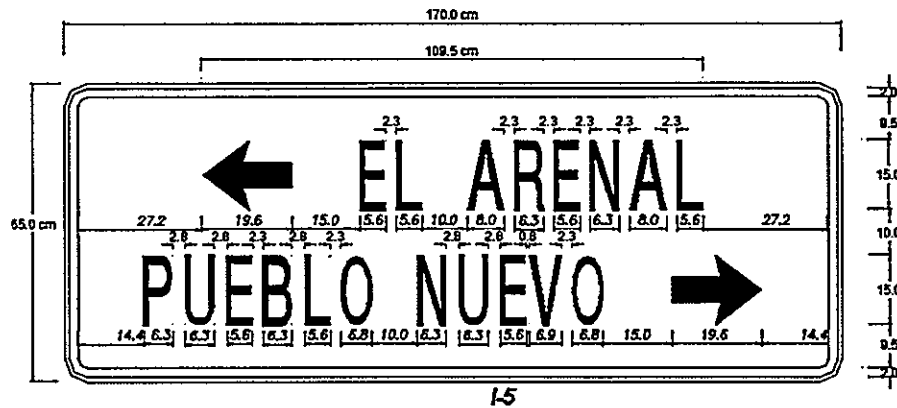 170.0 cm
109.5 cm
2.0
2.3 2.3 2.3 2.3 2.3 2.3
9.5
EL ARENAL
15.0
65.0 cm
27.2 19.6 15.0 5.6 5.6 10.0 8.0 6.3 5.6 6.3 8.0 5.6 27.2
10.0
2.8 2.8 2.3 2.8 2.3 2.8 2.8 0.8 2.3
PUEBLO NUEVO
15.0
14.4 6.3 6.3 5.6 6.3 5.6 6.8 10.0 6.3 6.3 5.6 6.9 6.8 15.0 19.6 14.4
9.5
2.0
I-5